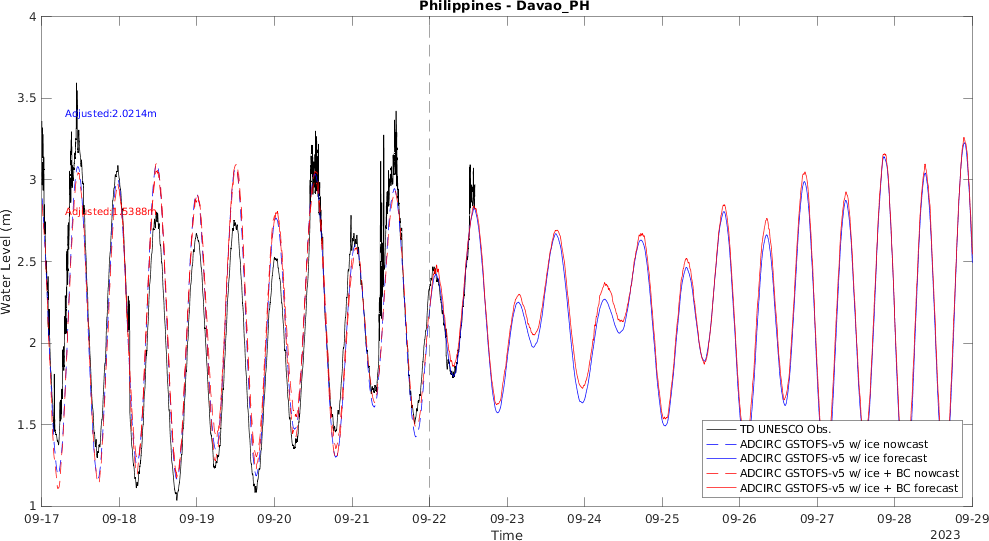 Philippines - Davao_PH
4
3.5
3
2.5
2
1.5
1
Water Level (m)
Adjusted:2.0214m
Adjusted:1.5388m
TD UNESCO Obs.
ADCIRC GSTOFS-v5 w/ ice nowcast
ADCIRC GSTOFS-v5 w/ ice forecast
ADCIRC GSTOFS-v5 w/ ice + BC nowcast
ADCIRC GSTOFS-v5 w/ ice + BC forecast
09-17 09-18 09-19 09-20 09-21 09-22 09-23 09-24 09-25 09-26 09-27 09-28 09-29
Time
2023